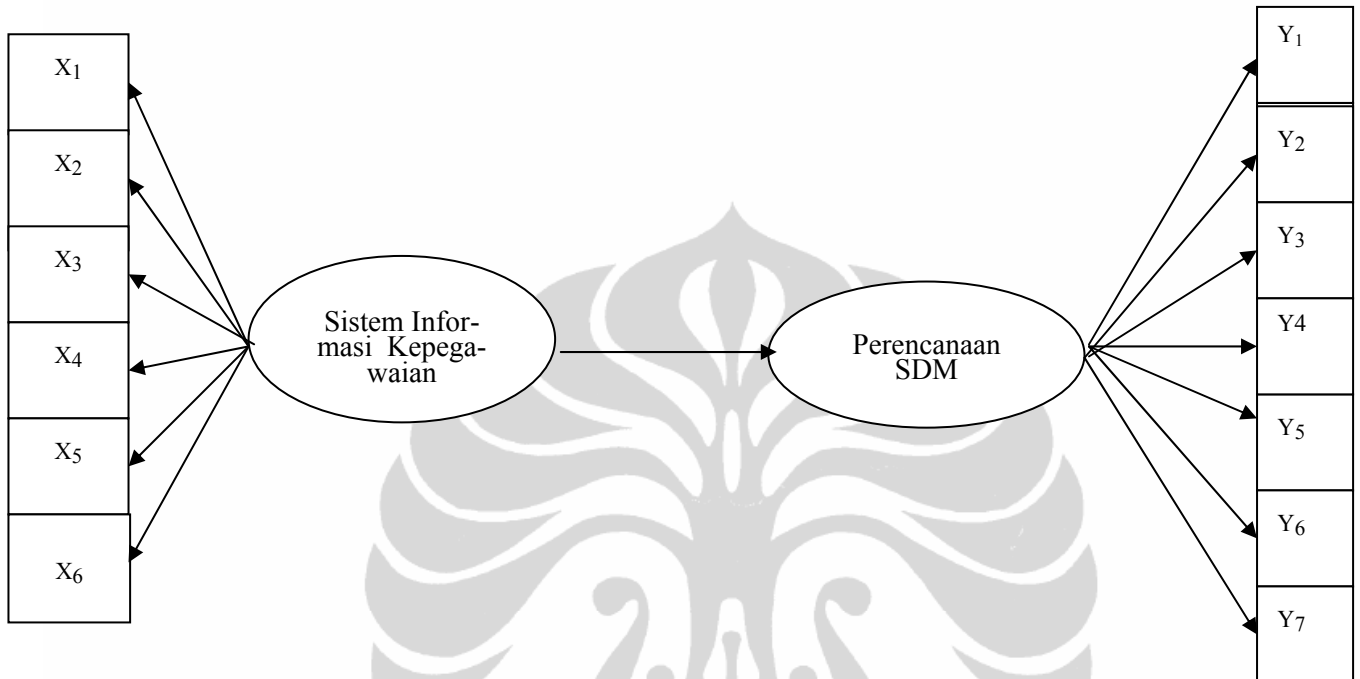 X1
X2
X3
X4
X5
X6
Sistem Infor-
masi Kepega-
waian
Perencanaan
SDM
Y1
Y2
Y3
Y4
Y5
Y6
Y7